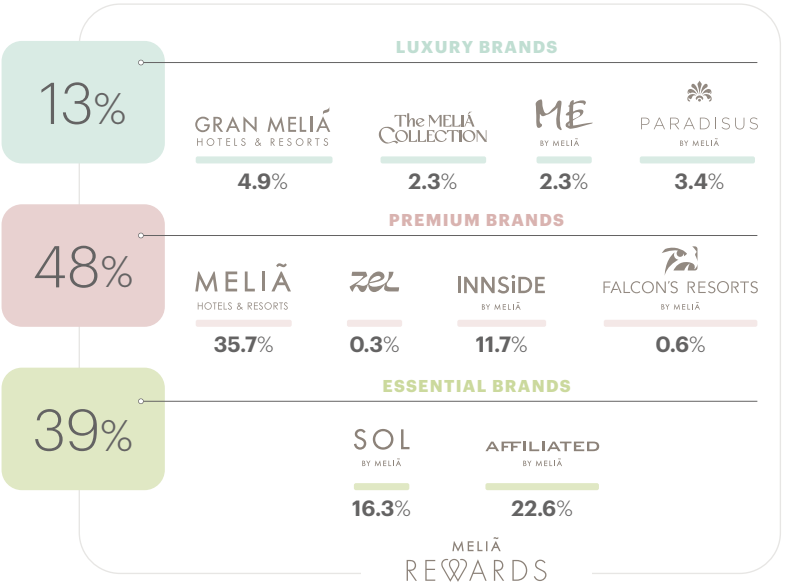 LUXURY BRANDS
13%
GRAN MELIÁ
HOTELS & RESORTS
4.9%
The MELIÁ
COLLECTION
2.3%
ME
BY MELIÃ
2.3%
PARADISUS
BY MELIÃ
3.4%
PREMIUM BRANDS
48%
MELIÃ
HOTELS & RESORTS
35.7%
zel
0.3%
INNSiDE
BY MELIÃ
11.7%
FALCON'S RESORTS
BY MELIÃ
0.6%
ESSENTIAL BRANDS
39%
SOL
BY MELIÃ
16.3%
AFFILIATED
BY MELIÃ
22.6%
MELIÃ
REWARDS